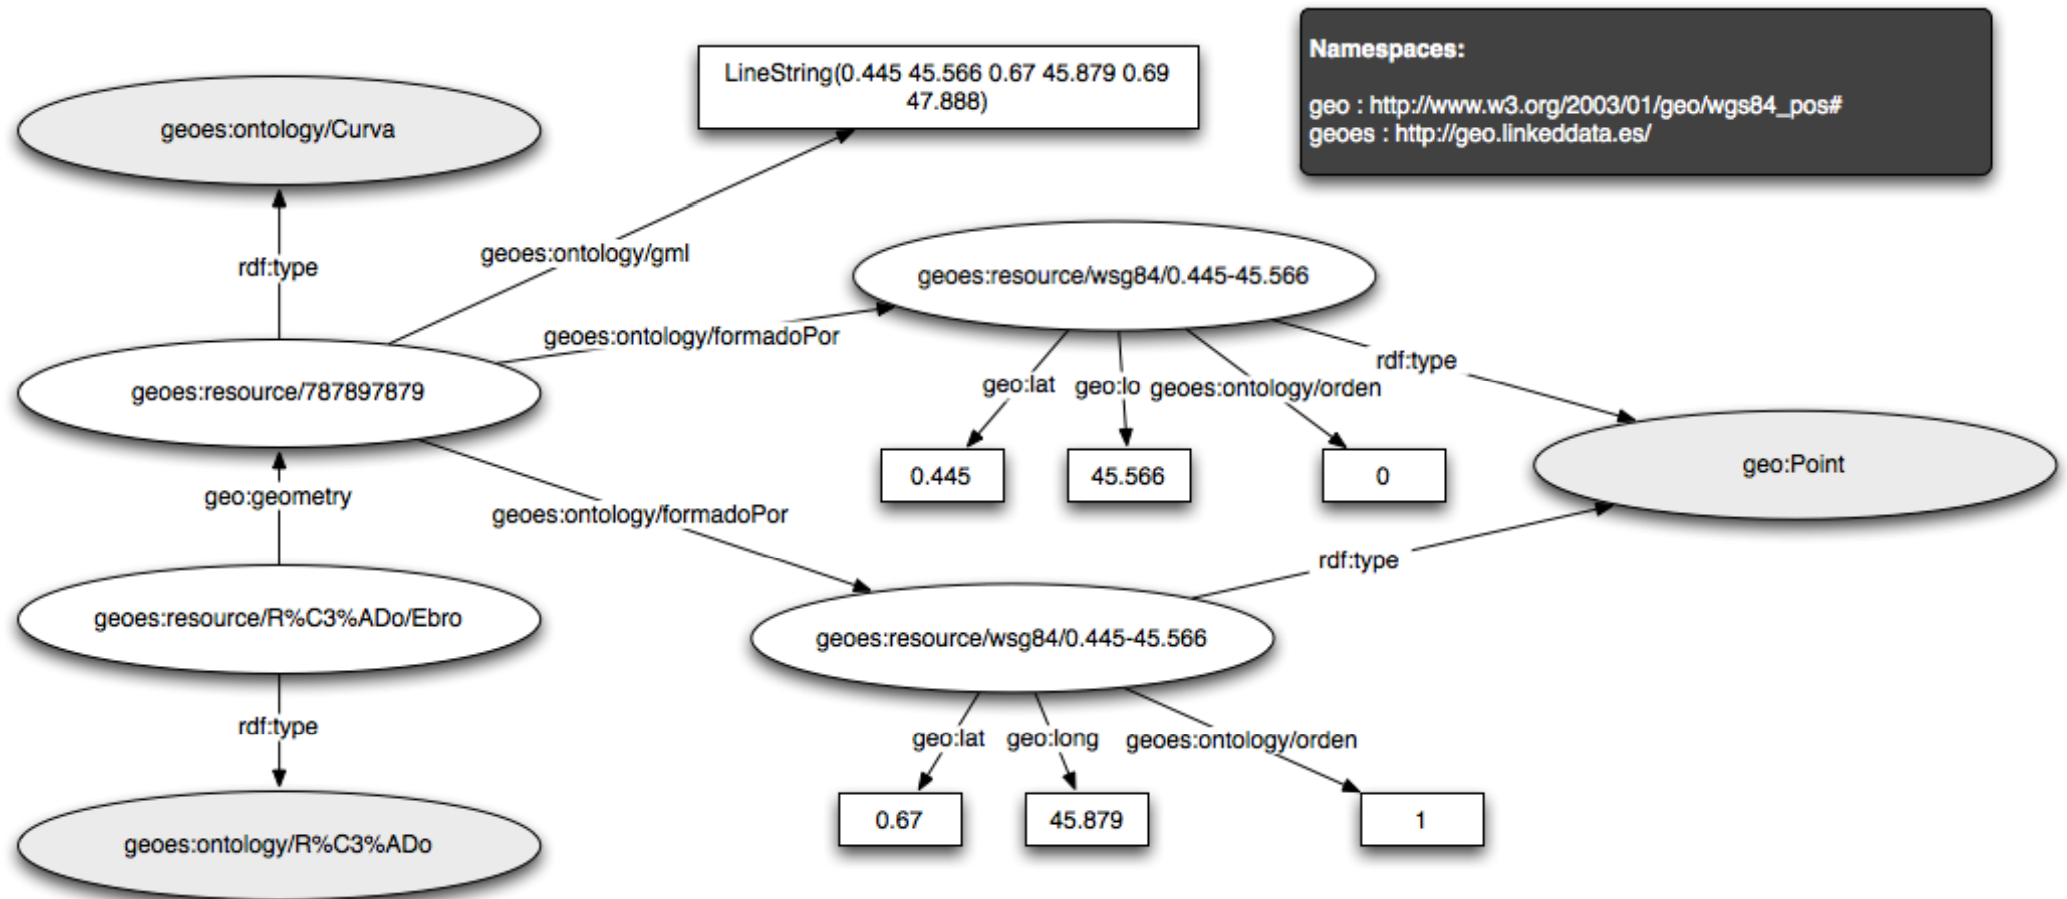 LineString(0.445 45.566 0.67 45.879 0.69
47.888)
Namespaces:
geo : http://www.w3.org/2003/01/geo/wgs84_pos#
geoes : http://geo.linkeddata.es/
geoes:ontology/Curva
rdf:type
geoes:ontology/gml
geoes:resource/wsg84/0.445-45.566
geoes:ontology/formadoPor
rdf:type
geoes:resource/787897879
geo:lat
geo:lo
geoes:ontology/orden
0.445
45.566
0
geo:Point
geo:geometry
geoes:ontology/formadoPor
rdf:type
geoes:resource/R%C3%ADo/Ebro
geoes:resource/wsg84/0.445-45.566
rdf:type
geo:lat
geo:long
geoes:ontology/orden
0.67
45.879
1
geoes:ontology/R%C3%ADo